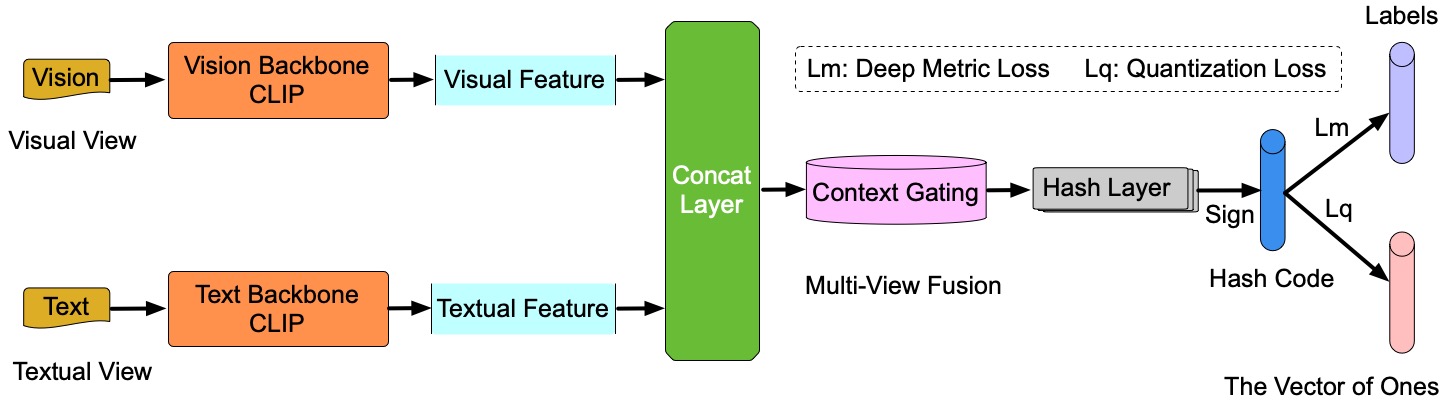 Labels
Vision
Vision Backbone
CLIP
Visual Feature
Lm: Deep Metric Loss Lq: Quantization Loss
Visual View
Lm
Concat
Layer
Context Gating
Hash Layer
Sign
Lq
Hash Code
Multi-View Fusion
Text
Text Backbone
CLIP
Textual Feature
Textual View
The Vector of Ones